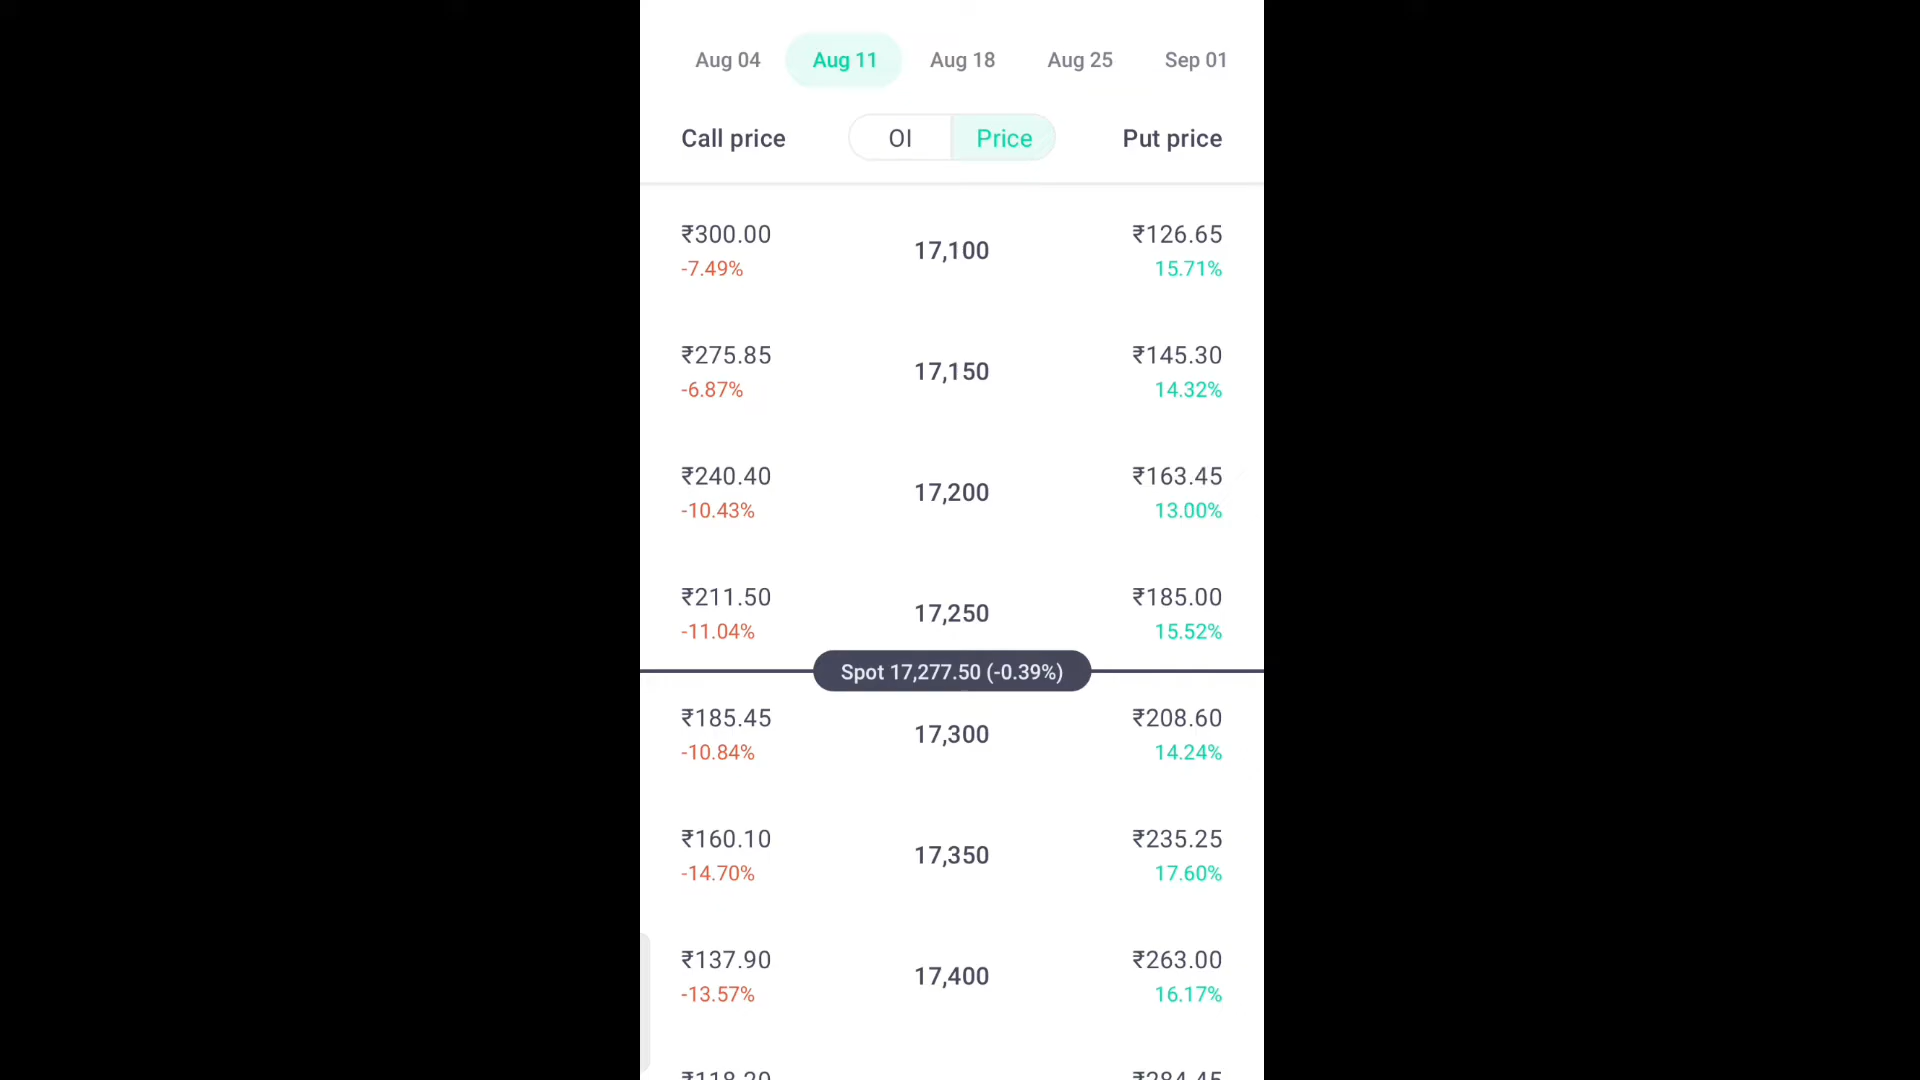 Aug 04 Aug 11 Aug 18 Aug 25 Sep 01
Call price OI Price Put price
₹300.00 17,100 ₹126.65
-7.49% 15.71%
₹275.85 17,150 ₹145.30
-6.87% 14.32%
₹240.40 17,200 ₹163.45
-10.43% 13.00%
₹211.50 17,250 ₹185.00
-11.04% 15.52%
Spot 17,277.50 (-0.39%)
₹185.45 17,300 ₹208.60
-10.84% 14.24%
₹160.10 17,350 ₹235.25
-14.70% 17.60%
₹137.90 17,400 ₹263.00
-13.57% 16.17%